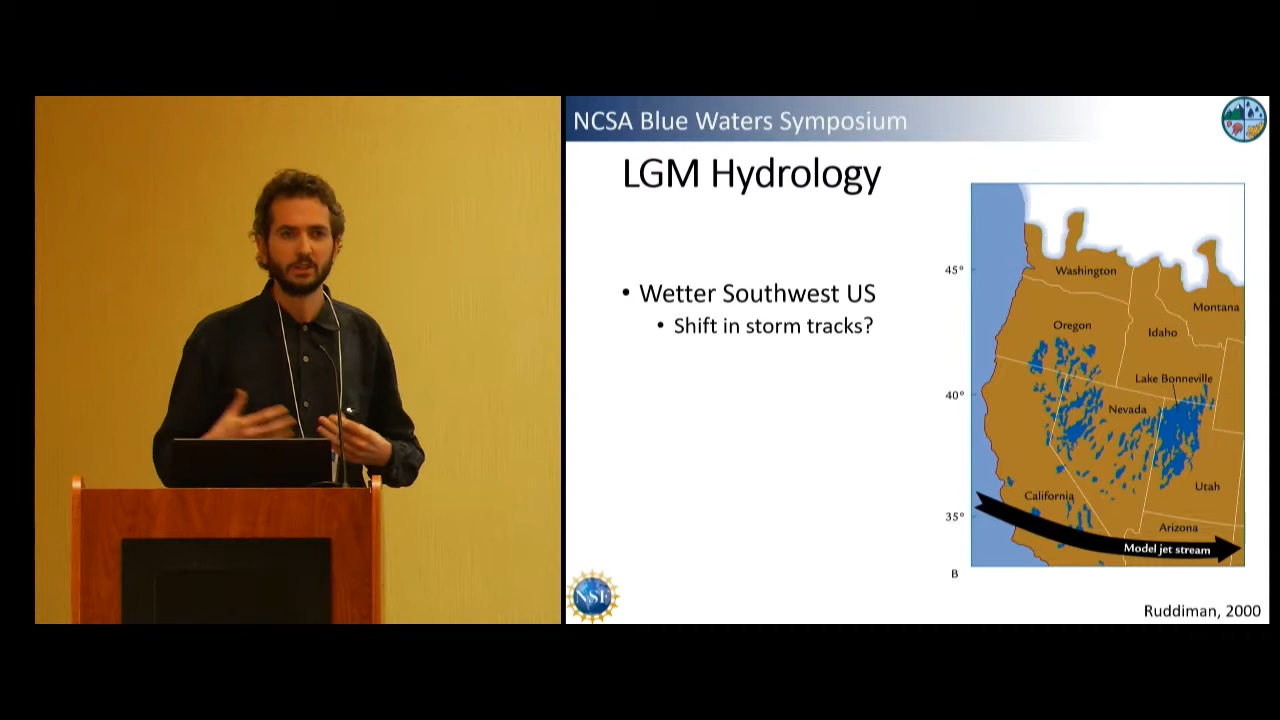 NCSA Blue Waters Symposium
LGM Hydrology
• Wetter Southwest US
• Shift in storm tracks?
45°
40°
35°
B
Washington
Montana
Oregon
Idaho
Lake Bonneville
Nevada
Utah
California
Arizona
Model jet stream
NSF
Ruddiman, 2000